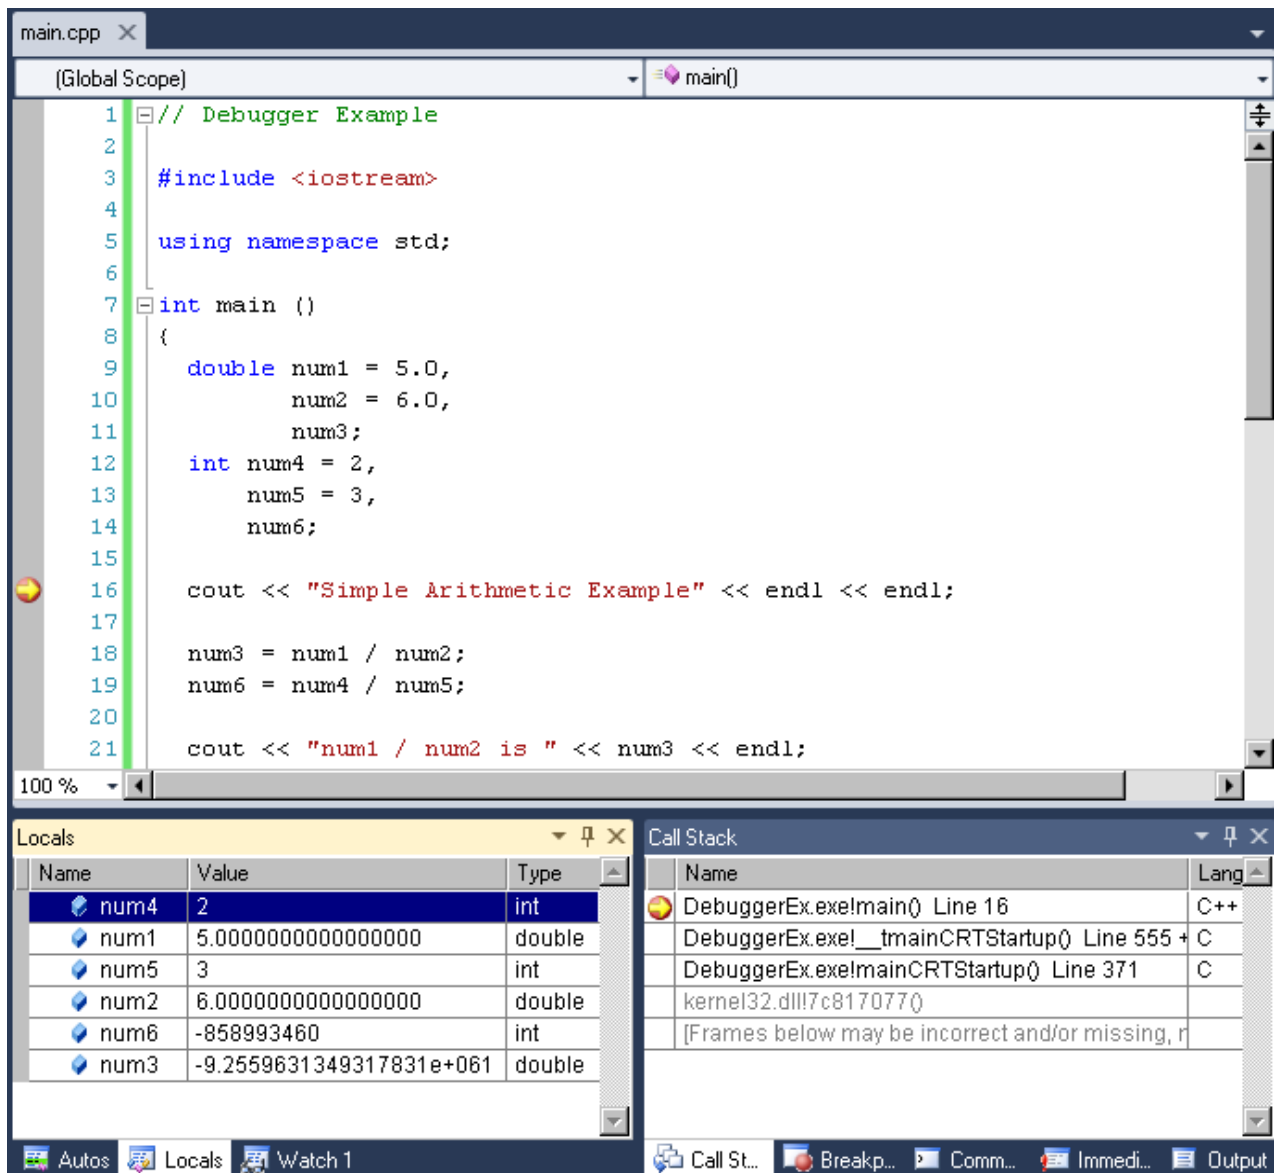 main.cpp
(Global Scope) main()
1 // Debugger Example
2
3 #include <iostream>
4
5 using namespace std;
6
7 int main ()
8 {
9 double num1 = 5.0,
10 num2 = 6.0,
11 num3;
12 int num4 = 2,
13 num5 = 3,
14 num6;
15
16 cout << "Simple Arithmetic Example" << endl << endl;
17
18 num3 = num1 / num2;
19 num6 = num4 / num5;
20
21 cout << "num1 / num2 is " << num3 << endl;
100 %
Locals
Name Value Type
num4 2 int
num1 5.0000000000000000 double
num5 3 int
num2 6.0000000000000000 double
num6 -858993460 int
num3 -9.2559631349317831e+061 double
Autos Locals Watch 1
Call Stack
Name Lang
DebuggerEx.exe!main() Line 16 C++
DebuggerEx.exe!__tmainCRTStartup() Line 555 + C
DebuggerEx.exe!mainCRTStartup() Line 371 C
kernel32.dll!7c817077()
[Frames below may be incorrect and/or missing, n
Call St... Breakp... Comm... Immedi... Output